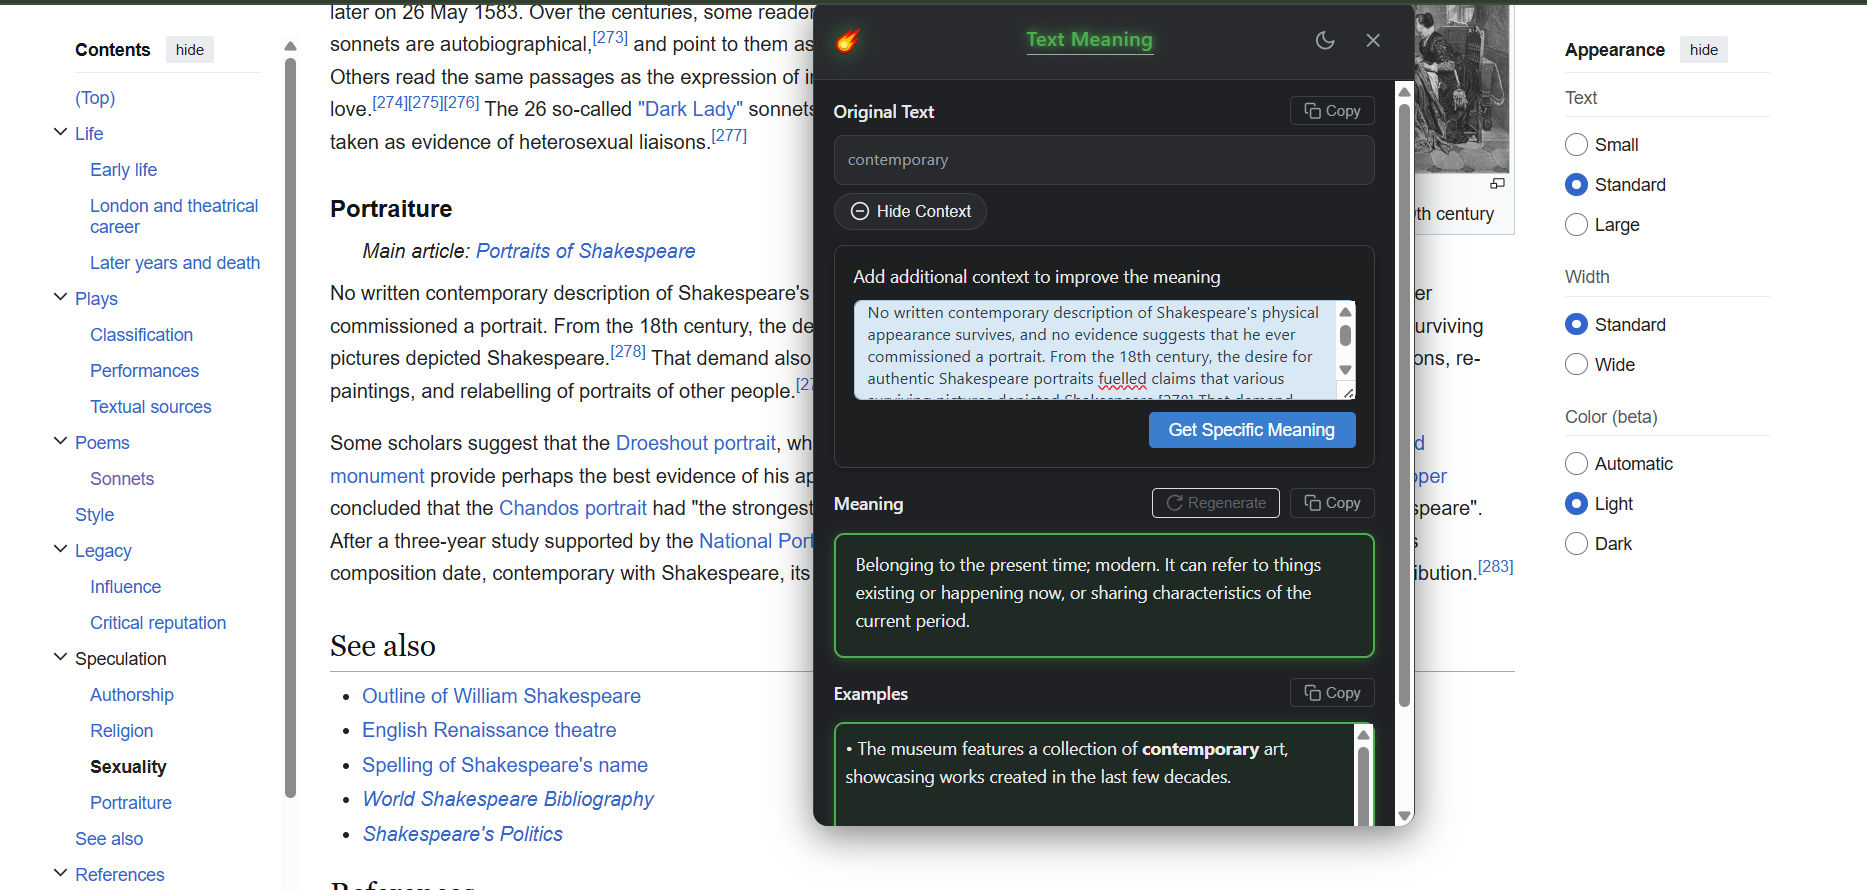 Contents hide
(Top)
Life
Early life
London and theatrical
career
Later years and death
Plays
Classification
Performances
Textual sources
Poems
Sonnets
Style
Legacy
Influence
Critical reputation
Speculation
Authorship
Religion
Sexuality
Portraiture
See also
References
later on 26 May 1583. Over the centuries, some reader
sonnets are autobiographical,[273] and point to them as
Others read the same passages as the expression of i
love.[274][275][276] The 26 so-called "Dark Lady" sonnets
taken as evidence of heterosexual liaisons.[277]
Portraiture
Main article: Portraits of Shakespeare
No written contemporary description of Shakespeare's
commissioned a portrait. From the 18th century, the de
pictures depicted Shakespeare.[278] That demand also
paintings, and relabelling of portraits of other people.
Some scholars suggest that the Droeshout portrait, wh
monument provide perhaps the best evidence of his ap
concluded that the Chandos portrait had "the strongest
After a three-year study supported by the National Port
composition date, contemporary with Shakespeare, its
See also
• Outline of William Shakespeare
• English Renaissance theatre
• Spelling of Shakespeare's name
• World Shakespeare Bibliography
• Shakespeare's Politics
References
Text Meaning
Original Text Copy
contemporary
Hide Context
Add additional context to improve the meaning
No written contemporary description of Shakespeare's physical
appearance survives, and no evidence suggests that he ever
commissioned a portrait. From the 18th century, the desire for
authentic Shakespeare portraits fuelled claims that various
surviving pictures depicted Shakespeare.[278] That demand
Get Specific Meaning
Meaning Regenerate Copy
Belonging to the present time; modern. It can refer to things
existing or happening now, or sharing characteristics of the
current period.
Examples Copy
• The museum features a collection of contemporary art,
showcasing works created in the last few decades.
th century
er
urviving
ons, re-
d
pper
speare".
s
ibution.[283]
Appearance hide
Text
Small
Standard
Large
Width
Standard
Wide
Color (beta)
Automatic
Light
Dark